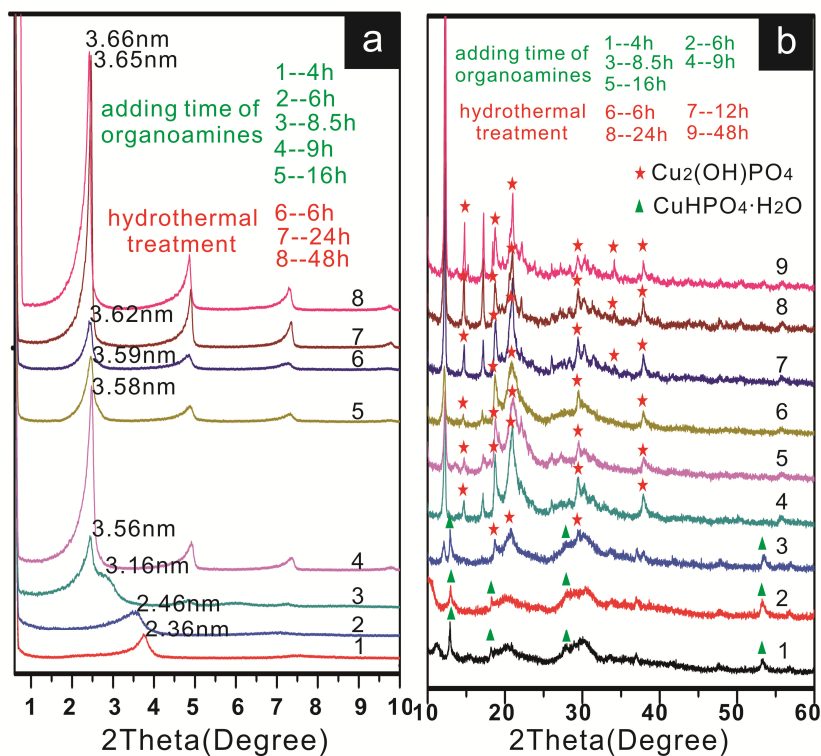 a
3.66nm
3.65nm
adding time of
organoamines
1--4h
2--6h
3--8.5h
4--9h
5--16h
hydrothermal
treatment
6--6h
7--24h
8--48h
8
3.62nm
7
6
3.59nm
3.58nm
5
3.56nm
4
3.16nm
3
2.46nm
2
2.36nm
1
1 2 3 4 5 6 7 8 9 10
2Theta(Degree)
b
adding time of
organoamines
1--4h 2--6h
3--8.5h 4--9h
5--16h
hydrothermal
treatment
6--6h 7--12h
8--24h 9--48h
Cu2(OH)PO4
CuHPO4·H2O
9
8
7
6
5
4
3
2
1
10 20 30 40 50 60
2Theta(Degree)